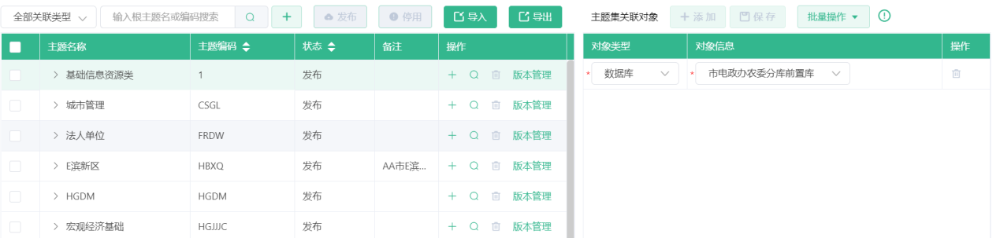 全部关联类型 输入根主题名或编码搜索 发布 停用 导入 导出 主题集关联对象 添加 保存 批量操作
主题名称 主题编码 状态 备注 操作 对象类型 对象信息 操作
基础信息资源类 1 发布 版本管理 * 数据库 * 市电政办农委分库前置库
城市管理 CSGL 发布 版本管理
法人单位 FRDW 发布 版本管理
E滨新区 HBXQ 发布 AA市E滨... 版本管理
HGDM HGDM 发布 版本管理
宏观经济基础 HGJJJC 发布 版本管理